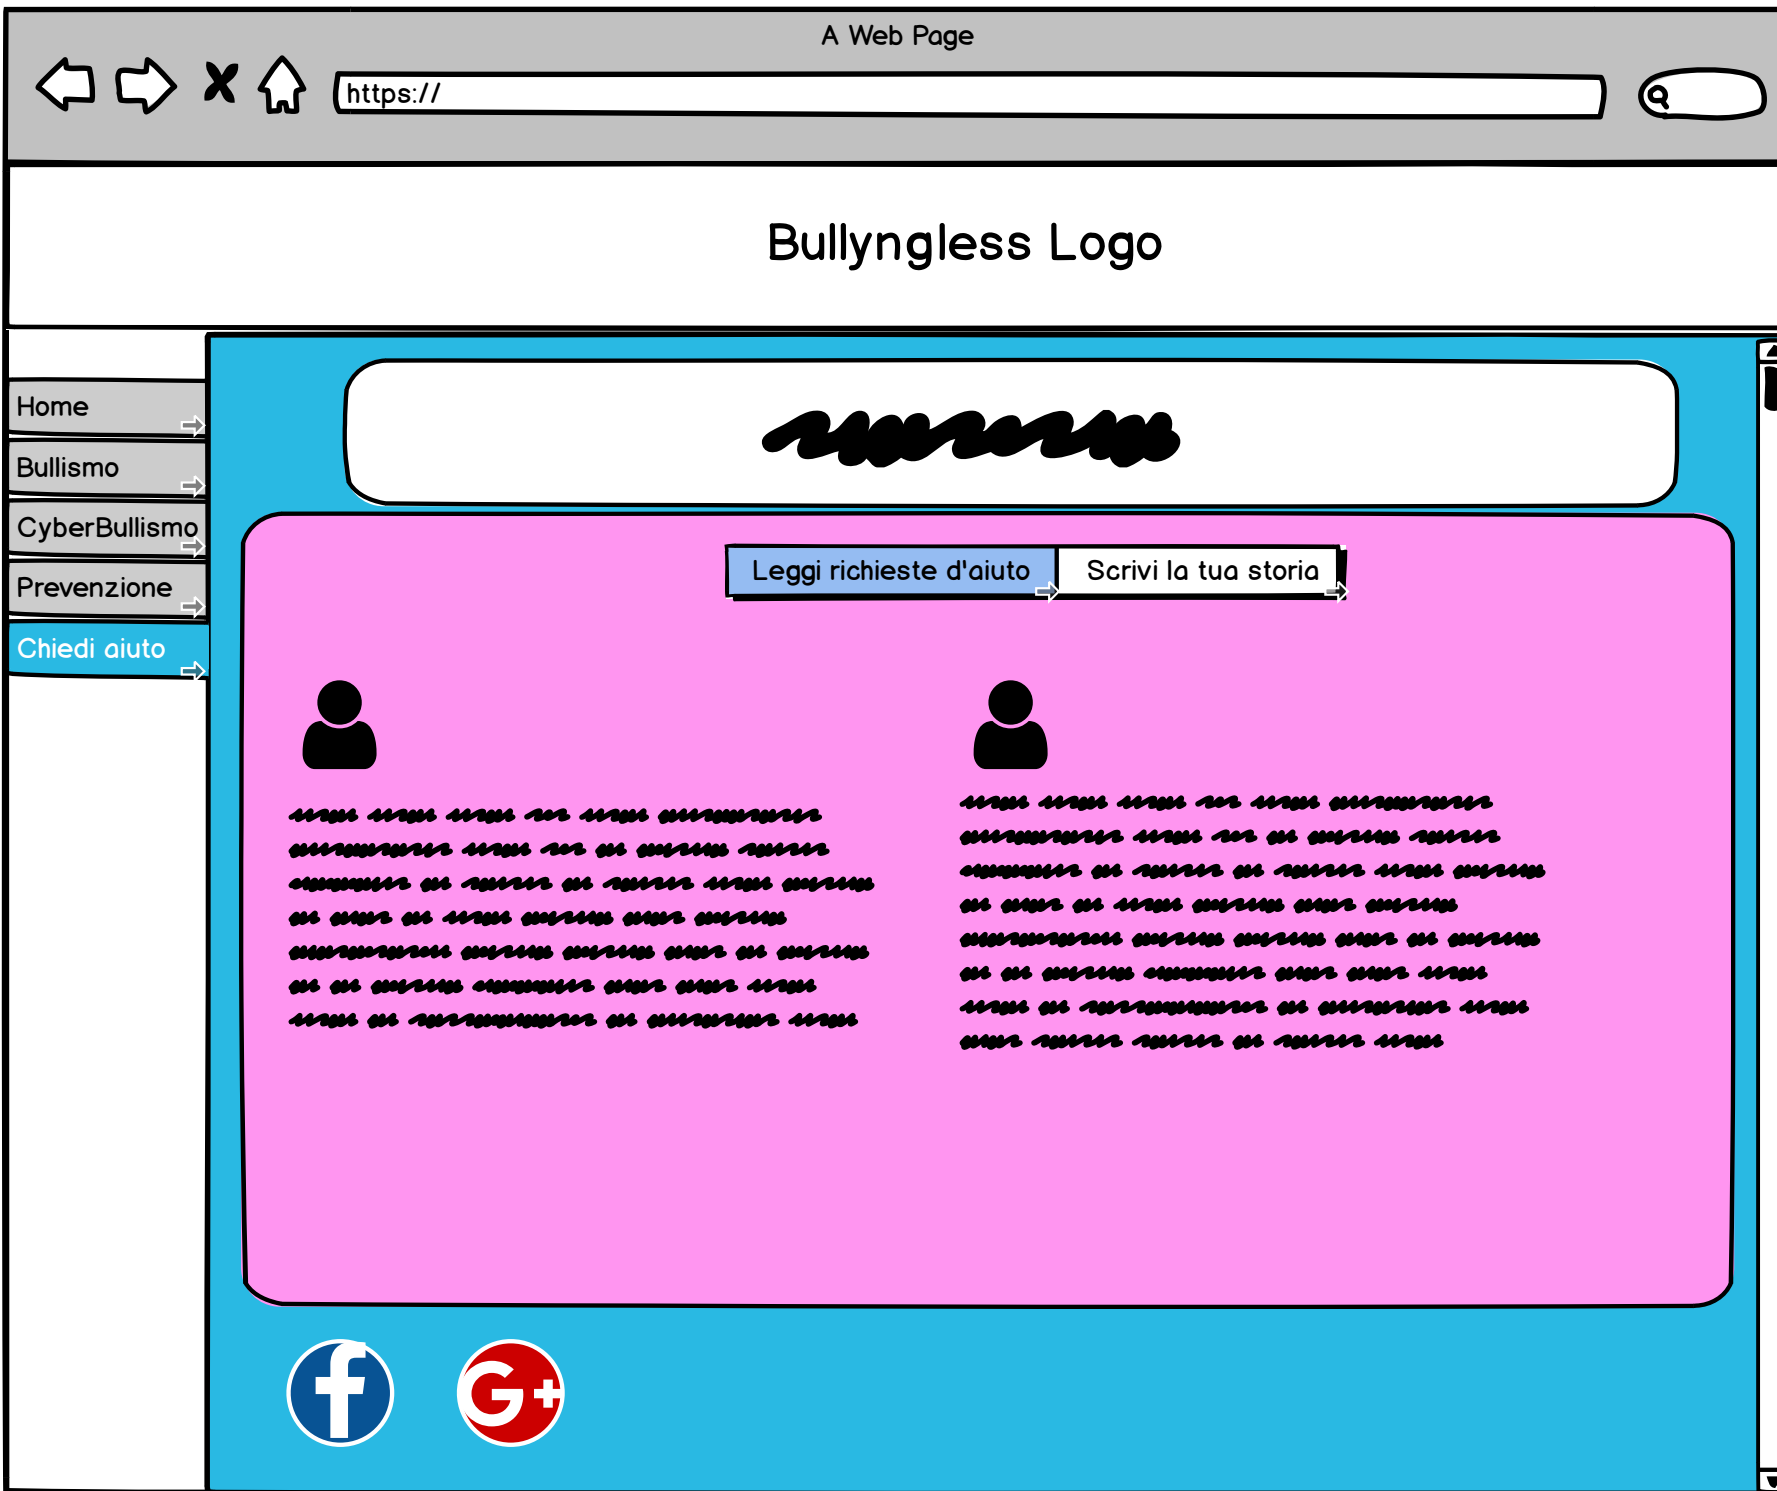 A Web Page
https://
Bullyngless Logo
Home
Bullismo
CyberBullismo
Prevenzione
Chiedi aiuto
Leggi richieste d'aiuto
Scrivi la tua storia
f
G+